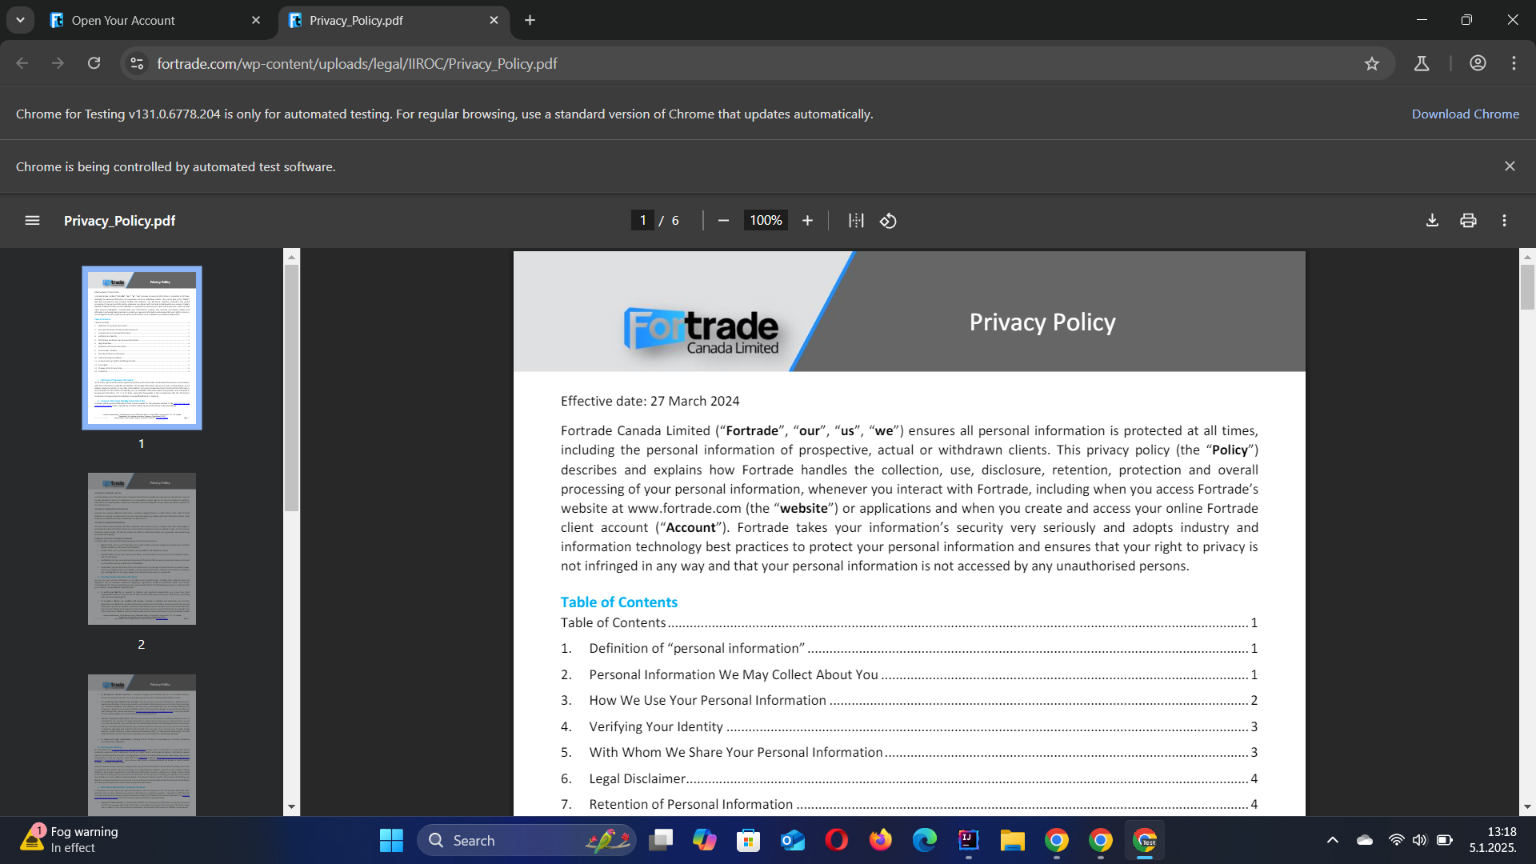 Open Your Account
Privacy_Policy.pdf
fortrade.com/wp-content/uploads/legal/IIROC/Privacy_Policy.pdf
Chrome for Testing v131.0.6778.204 is only for automated testing. For regular browsing, use a standard version of Chrome that updates automatically.
Download Chrome
Chrome is being controlled by automated test software.
Privacy_Policy.pdf
1 / 6
100%
1
2
Fortrade
Canada Limited
Privacy Policy
Effective date: 27 March 2024
Fortrade Canada Limited (“Fortrade”, “our”, “us”, “we”) ensures all personal information is protected at all times,
including the personal information of prospective, actual or withdrawn clients. This privacy policy (the “Policy”)
describes and explains how Fortrade handles the collection, use, disclosure, retention, protection and overall
processing of your personal information, whenever you interact with Fortrade, including when you access Fortrade’s
website at www.fortrade.com (the “website”) or applications and when you create and access your online Fortrade
client account (“Account”). Fortrade takes your information’s security very seriously and adopts industry and
information technology best practices to protect your personal information and ensures that your right to privacy is
not infringed in any way and that your personal information is not accessed by any unauthorised persons.
Table of Contents
Table of Contents 1
1. Definition of “personal information” 1
2. Personal Information We May Collect About You 1
3. How We Use Your Personal Information 2
4. Verifying Your Identity 3
5. With Whom We Share Your Personal Information 3
6. Legal Disclaimer 4
7. Retention of Personal Information 4
1
Fog warning
In effect
Search
13:18
5.1.2025.